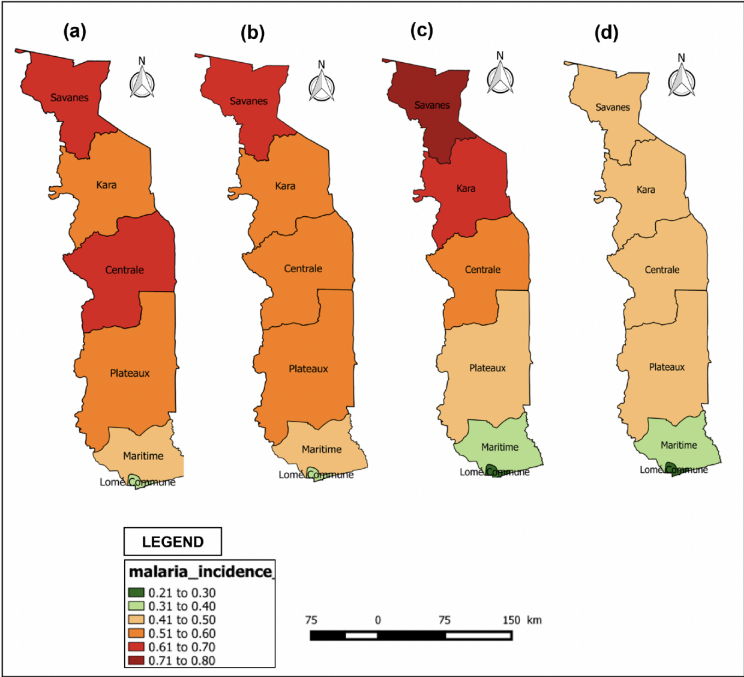 (a) (b) (c) (d)
N N N N
Savanes Savanes Savanes Savanes
Kara Kara Kara Kara
Centrale Centrale Centrale Centrale
Plateaux Plateaux Plateaux Plateaux
Maritime Maritime Maritime Maritime
Lomé Commune Lomé Commune Lomé Commune Lomé Commune
LEGEND
malaria_incidence_
0.21 to 0.30
0.31 to 0.40
0.41 to 0.50
0.51 to 0.60
0.61 to 0.70
0.71 to 0.80
75 0 75 150 km